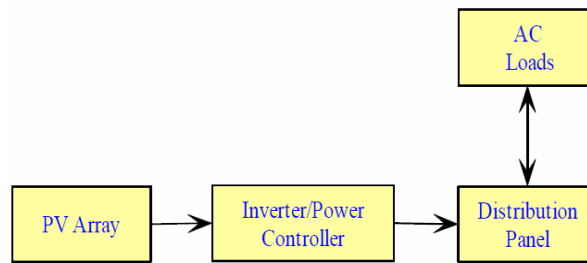 AC
Loads
PV Array
Inverter/Power
Controller
Distribution
Panel